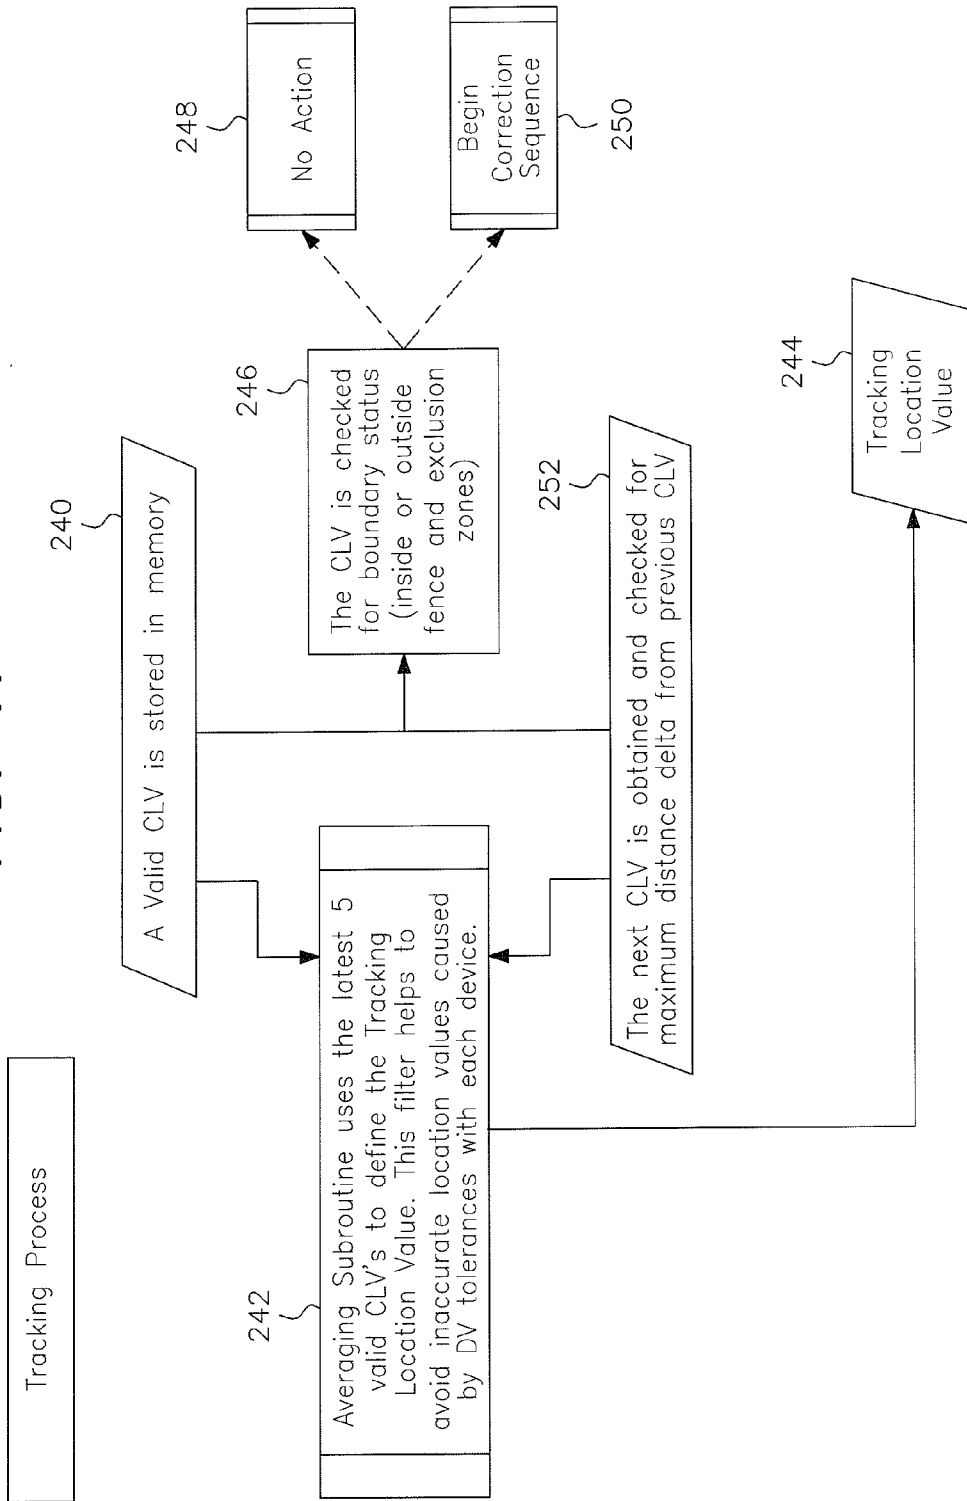 Tracking Process
240
A Valid CLV is stored in memory
242
Averaging Subroutine uses the latest 5
valid CLV's to define the Tracking
Location Value. This filter helps to
avoid inaccurate location values caused
by DV tolerances with each device.
246
The CLV is checked
for boundary status
(inside or outside
fence and exclusion
zones)
248
No Action
Begin
Correction
Sequence
250
252
The next CLV is obtained and checked for
maximum distance delta from previous CLV
244
Tracking
Location
Value